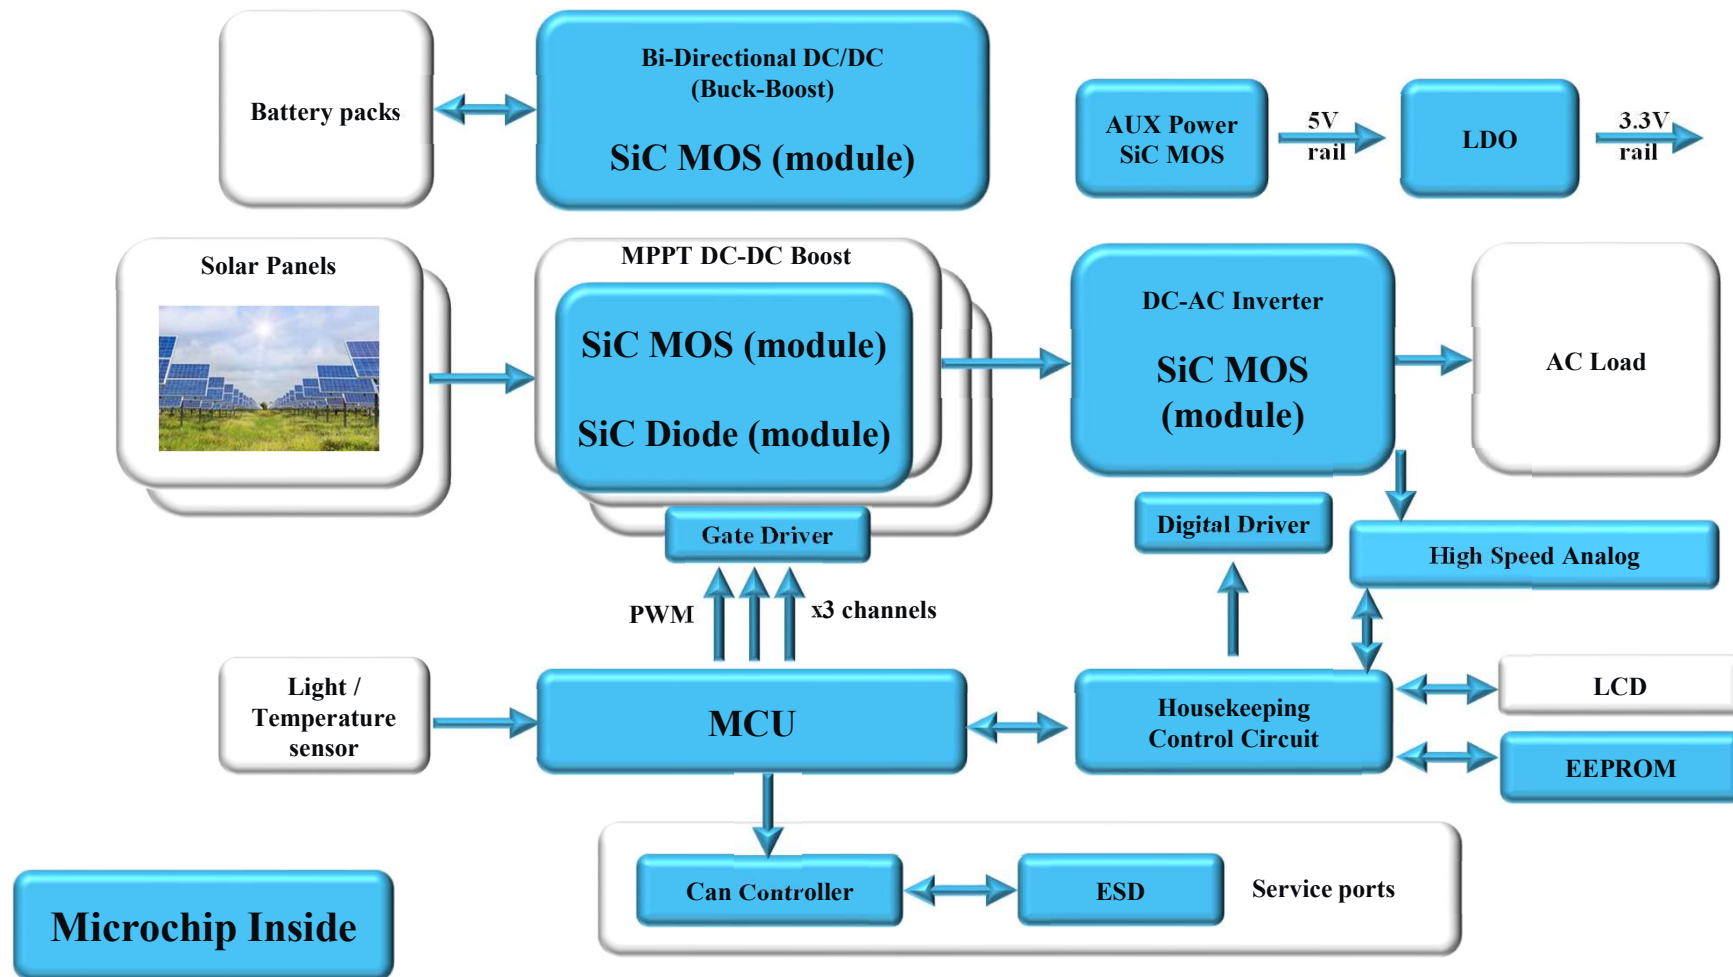 Battery packs
Bi-Directional DC/DC
(Buck-Boost)
SiC MOS (module)
AUX Power
SiC MOS
5V
rail
LDO
3.3V
rail
Solar Panels
MPPT DC-DC Boost
SiC MOS (module)
SiC Diode (module)
DC-AC Inverter
SiC MOS
(module)
AC Load
Gate Driver
Digital Driver
High Speed Analog
PWM
x3 channels
Light /
Temperature
sensor
MCU
Housekeeping
Control Circuit
LCD
EEPROM
Can Controller
ESD
Service ports
Microchip Inside